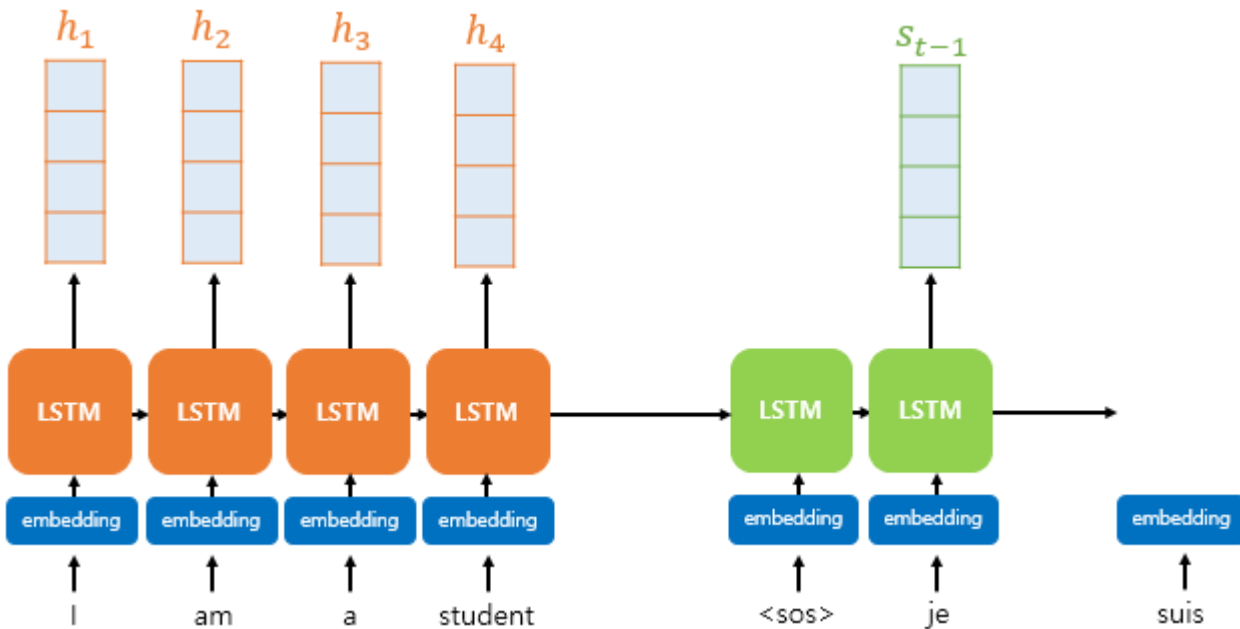 h₁ h₂ h₃ h₄ sₜ₋₁
LSTM LSTM LSTM LSTM LSTM LSTM
embedding embedding embedding embedding embedding embedding embedding
I am a student <sos> je suis